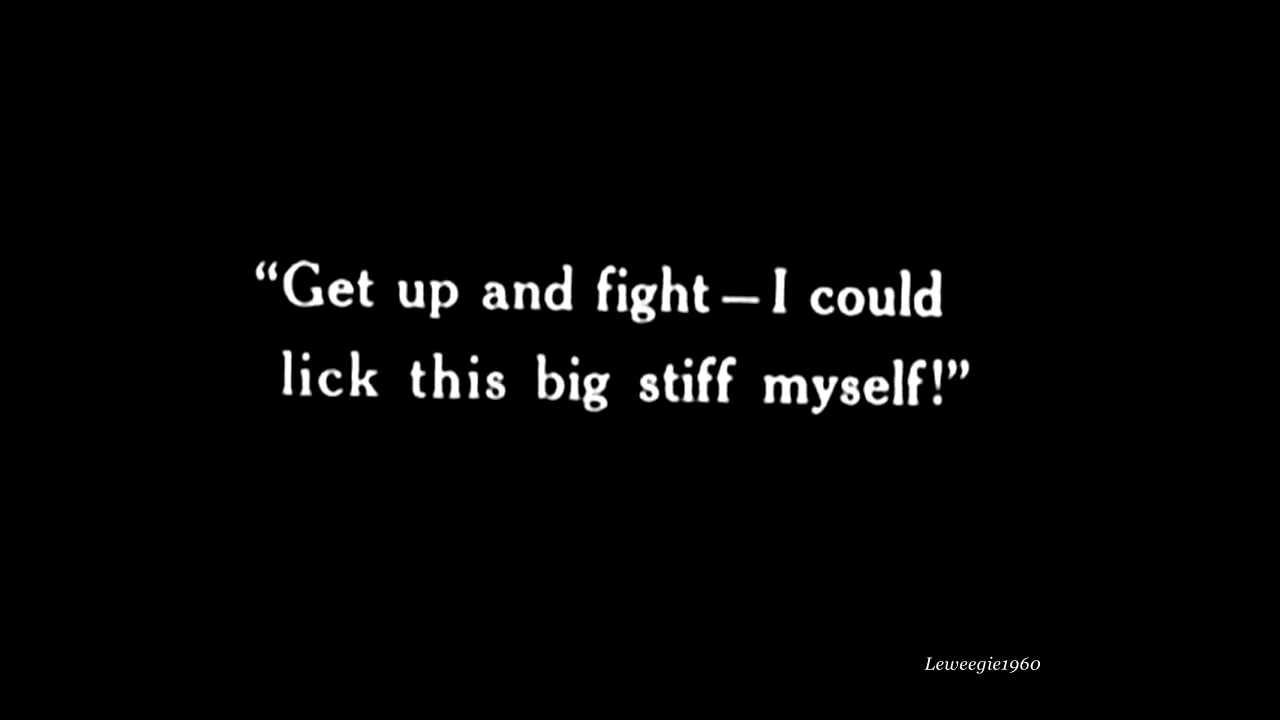 “Get up and fight — I could
lick this big stiff myself!”
Leweegie1960